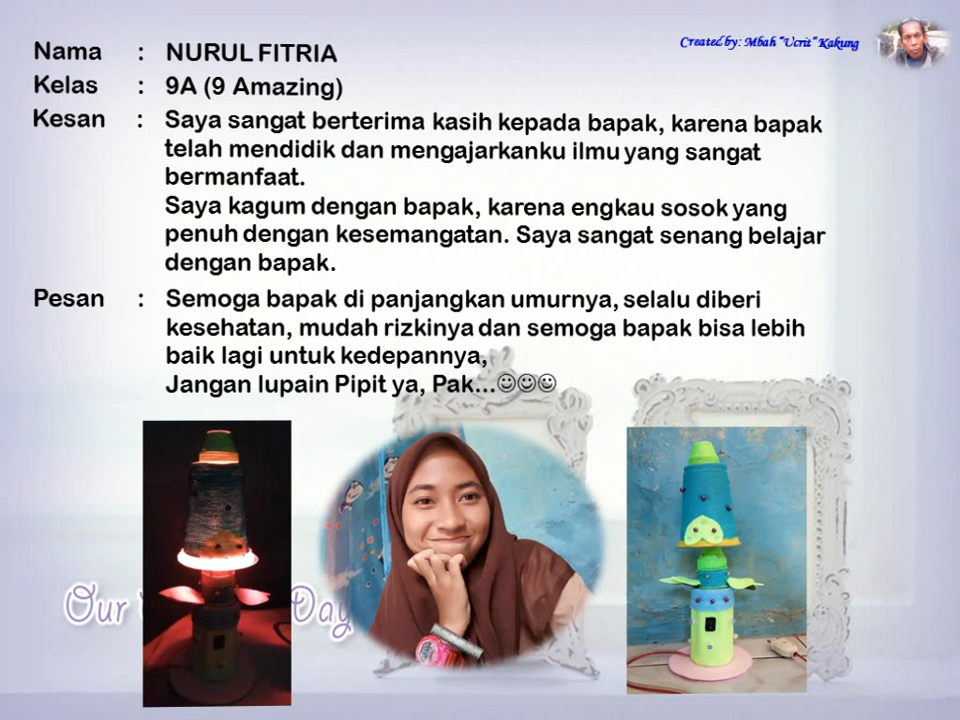 Created by: Mbah "Ucrit" Kakung
Nama : NURUL FITRIA
Kelas : 9A (9 Amazing)
Kesan : Saya sangat berterima kasih kepada bapak, karena bapak
telah mendidik dan mengajarkanku ilmu yang sangat
bermanfaat.
Saya kagum dengan bapak, karena engkau sosok yang
penuh dengan kesemangatan. Saya sangat senang belajar
dengan bapak.
Pesan : Semoga bapak di panjangkan umurnya, selalu diberi
kesehatan, mudah rizkinya dan semoga bapak bisa lebih
baik lagi untuk kedepannya,
Jangan lupain Pipit ya, Pak...☺☺☺
Our Day